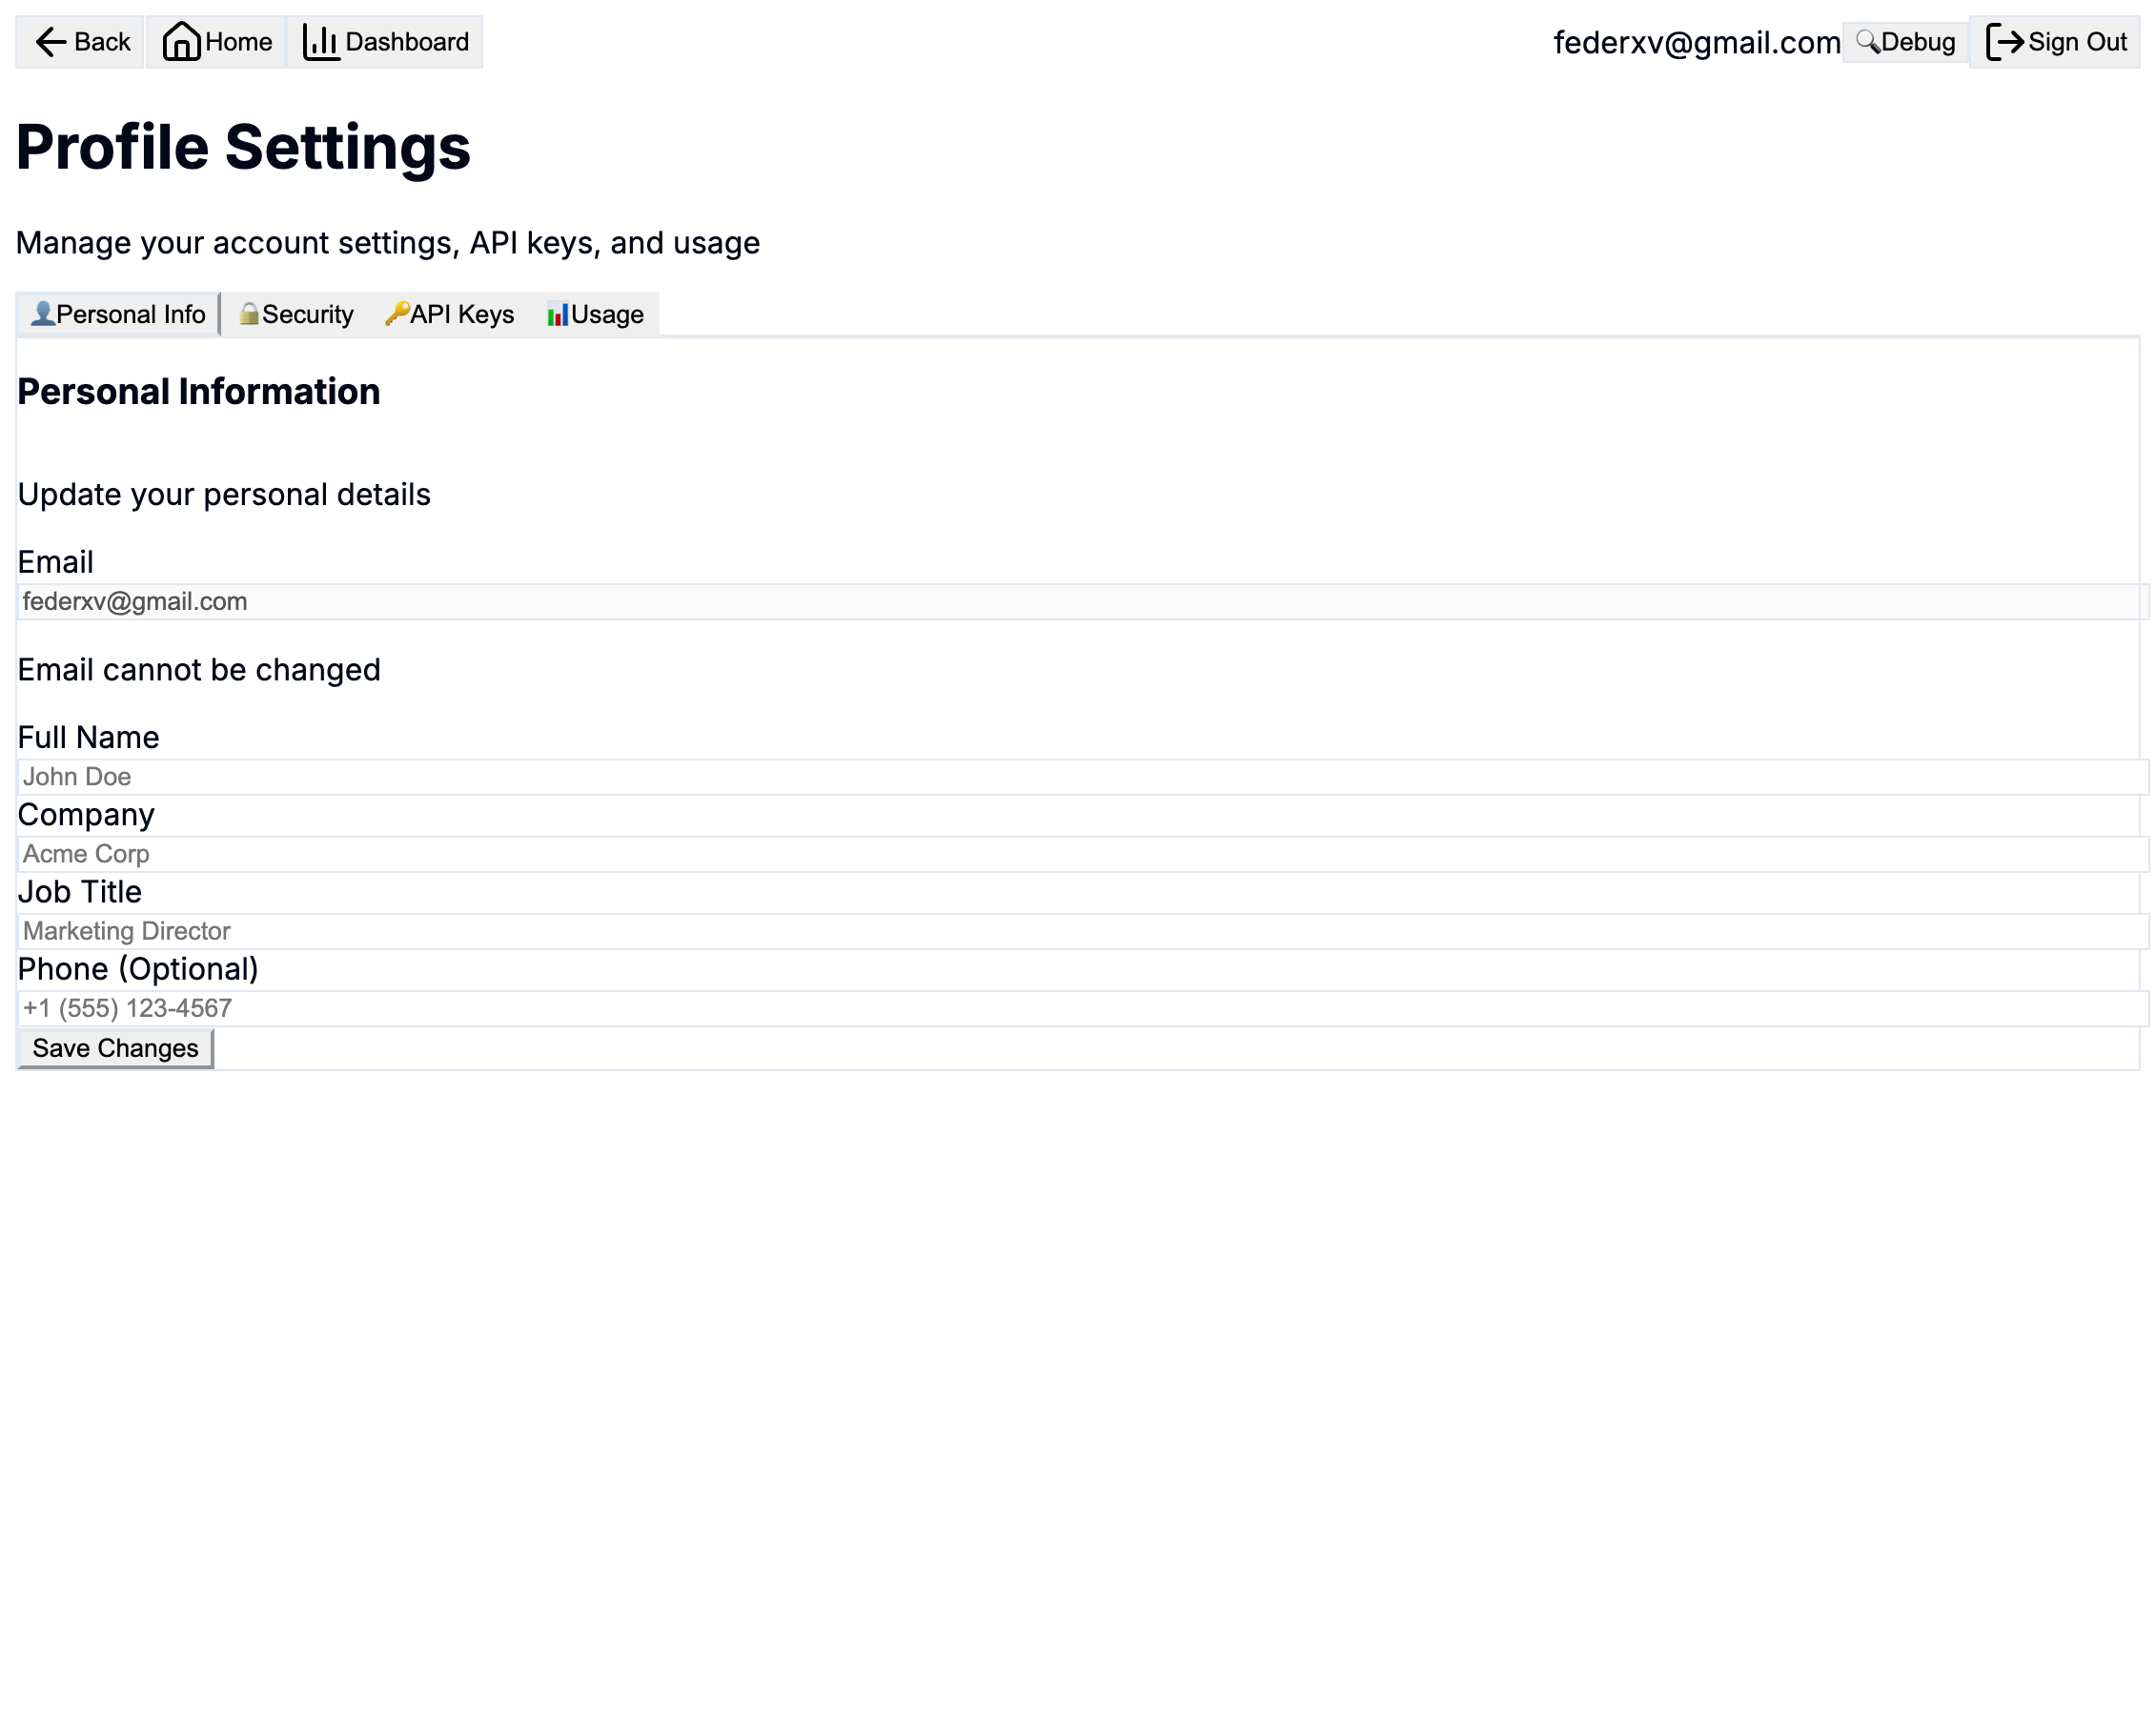 Back Home Dashboard federxv@gmail.com Debug Sign Out
Profile Settings
Manage your account settings, API keys, and usage
Personal Info Security API Keys Usage
Personal Information
Update your personal details
Email
federxv@gmail.com
Email cannot be changed
Full Name
John Doe
Company
Acme Corp
Job Title
Marketing Director
Phone (Optional)
+1 (555) 123-4567
Save Changes